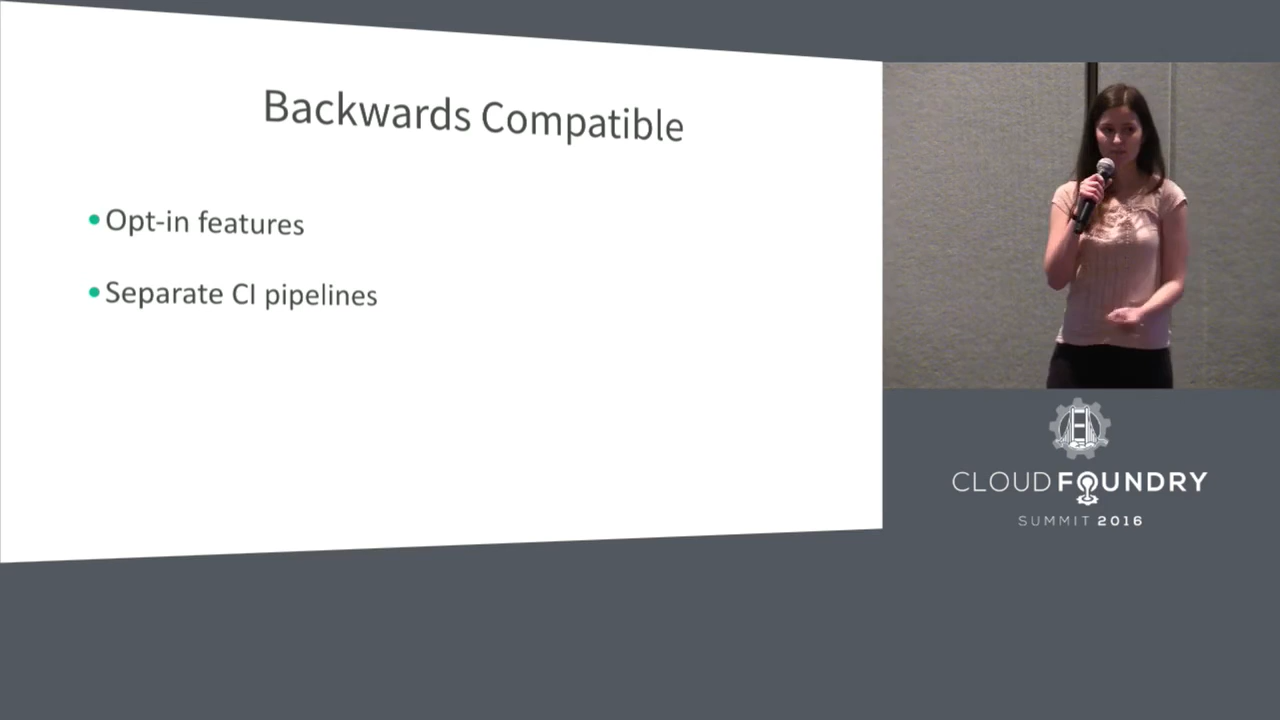 Backwards Compatible
•Opt-in features
•Separate CI pipelines
CLOUD FOUNDRY
SUMMIT 2016